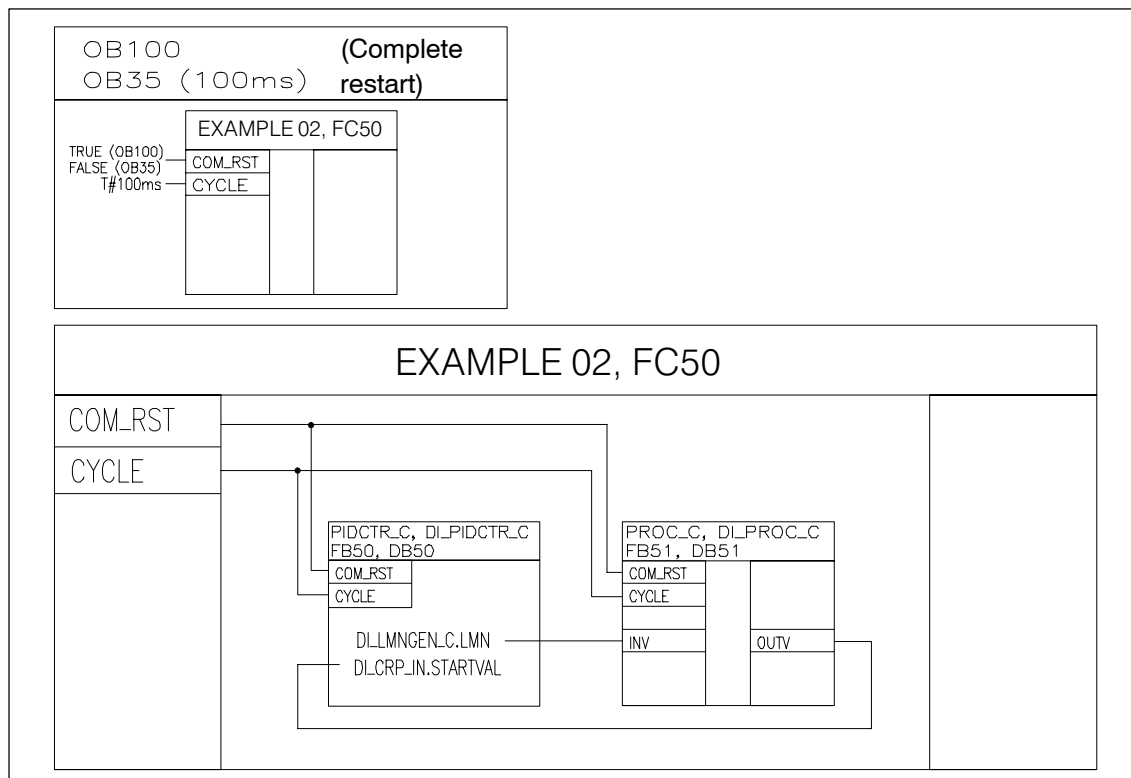 OB100 (Complete
OB35 (100ms) restart)
EXAMPLE 02, FC50
TRUE (OB100)
FALSE (OB35)
T#100ms
COM_RST
CYCLE
EXAMPLE 02, FC50
COM_RST
CYCLE
PIDCTR_C, DI_PIDCTR_C
FB50, DB50
COM_RST
CYCLE
DI_LMNGEN_C.LMN
DI_CRP_IN.STARTVAL
PROC_C, DI_PROC_C
FB51, DB51
COM_RST
CYCLE
INV OUTV